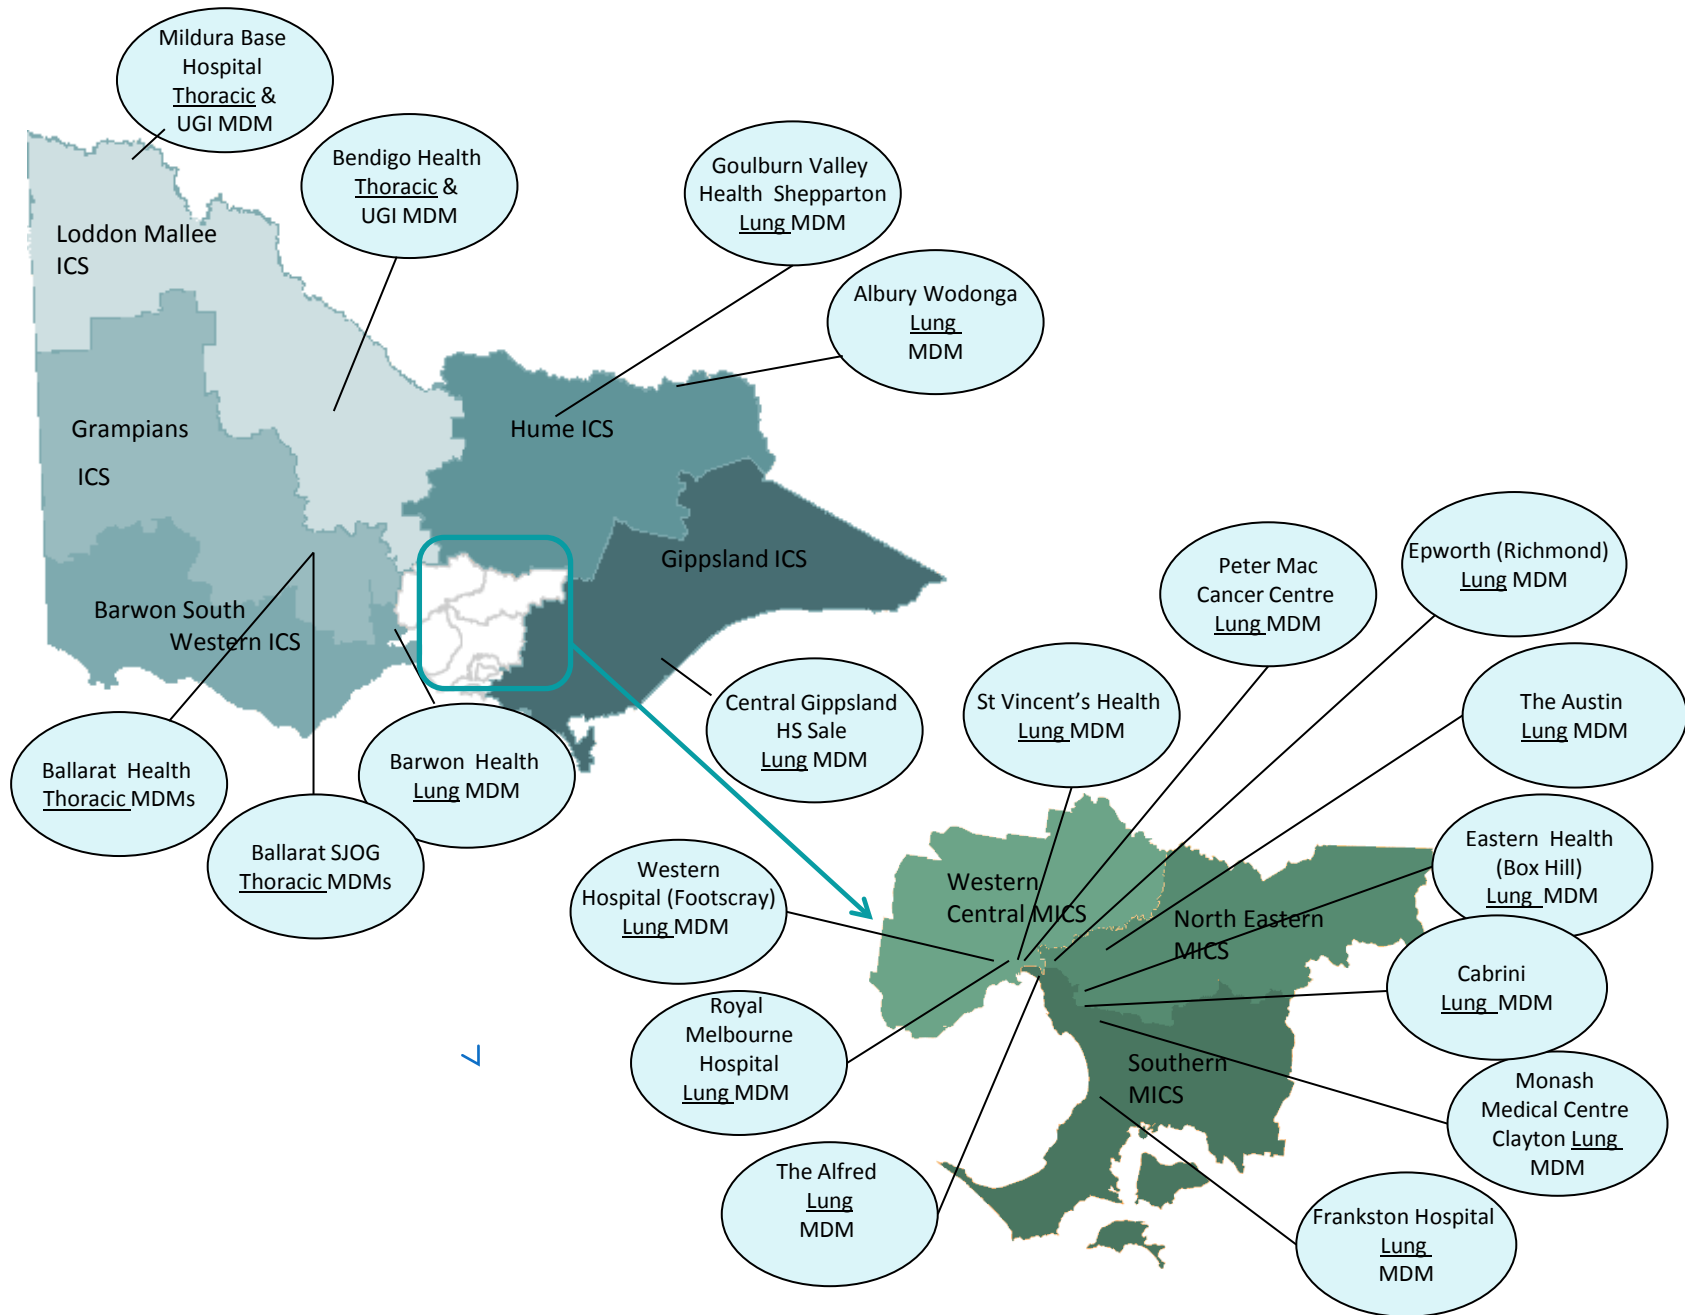 Mildura Base
Hospital
Thoracic &
UGI MDM
Bendigo Health
Thoracic &
UGI MDM
Goulburn Valley
Health Shepparton
Lung MDM
Albury Wodonga
Lung
MDM
Loddon Mallee
ICS
Grampians
ICS
Hume ICS
Gippsland ICS
Barwon South
Western ICS
Ballarat Health
Thoracic MDMs
Ballarat SJOG
Thoracic MDMs
Barwon Health
Lung MDM
Central Gippsland
HS Sale
Lung MDM
St Vincent’s Health
Lung MDM
Peter Mac
Cancer Centre
Lung MDM
Epworth (Richmond)
Lung MDM
The Austin
Lung MDM
Eastern Health
(Box Hill)
Lung MDM
Cabrini
Lung MDM
Monash
Medical Centre
Clayton Lung
MDM
Frankston Hospital
Lung
MDM
Western
Hospital (Footscray)
Lung MDM
Royal
Melbourne
Hospital
Lung MDM
The Alfred
Lung
MDM
Western
Central MICS
North Eastern
MICS
Southern
MICS